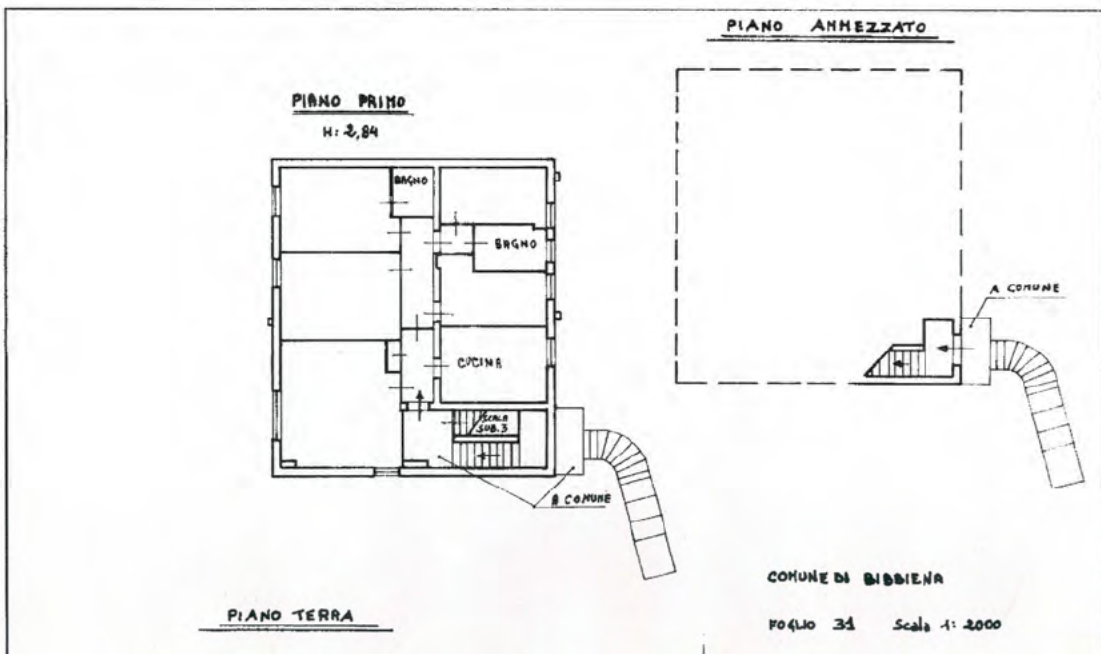 PIANO AMMEZZATO
PIANO PRIMO
H: 2,84
BAGNO
BAGNO
A COMUNE
CUCINA
SCALA
SUB.3
A COMUNE
COMUNE DI BIBBIENA
PIANO TERRA
FOGLIO 31 Scala 1: 2000